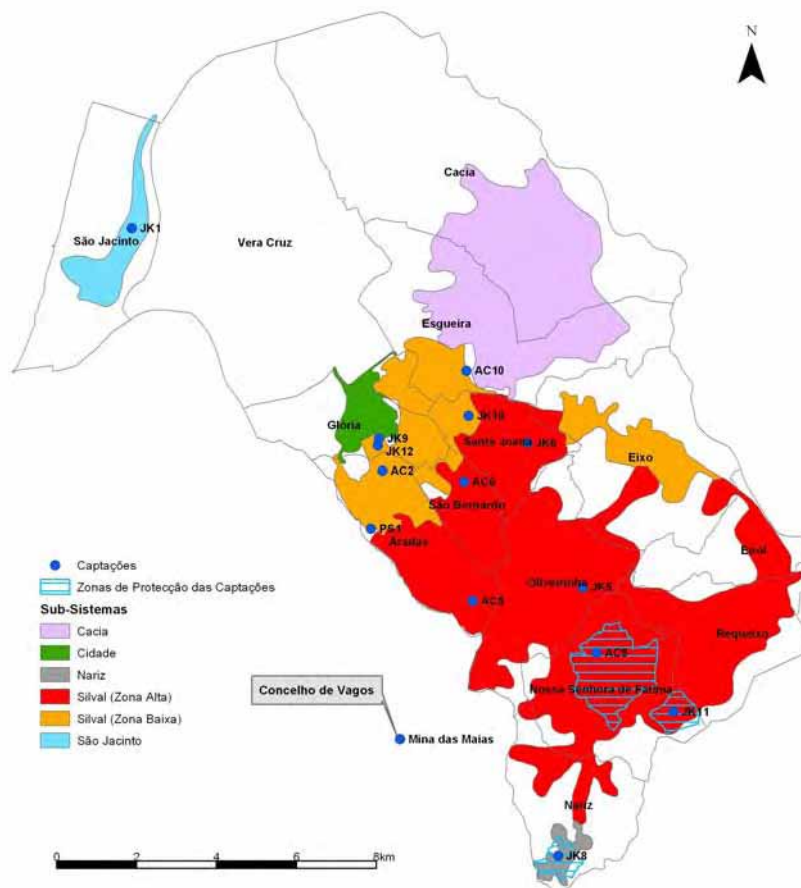 N
Cacia
JK1
São Jacinto
Vera Cruz
Esgueira
AC10
Glória
JK10
JK9
Santa Joana
JK6
JK12
Eixo
AC2
AC6
São Bernardo
PS1
Aradas
Eirol
Captações
Zonas de Protecção das Captações
Oliveirinha
JK5
Sub-Sistemas
AC5
Cacia
Cidade
Requeixo
Nariz
Silval (Zona Alta)
Concelho de Vagos
Nossa Senhora de Fátima
JK11
Silval (Zona Baixa)
São Jacinto
Mina das Maias
Nariz
0 2 4 6 8km
JK8